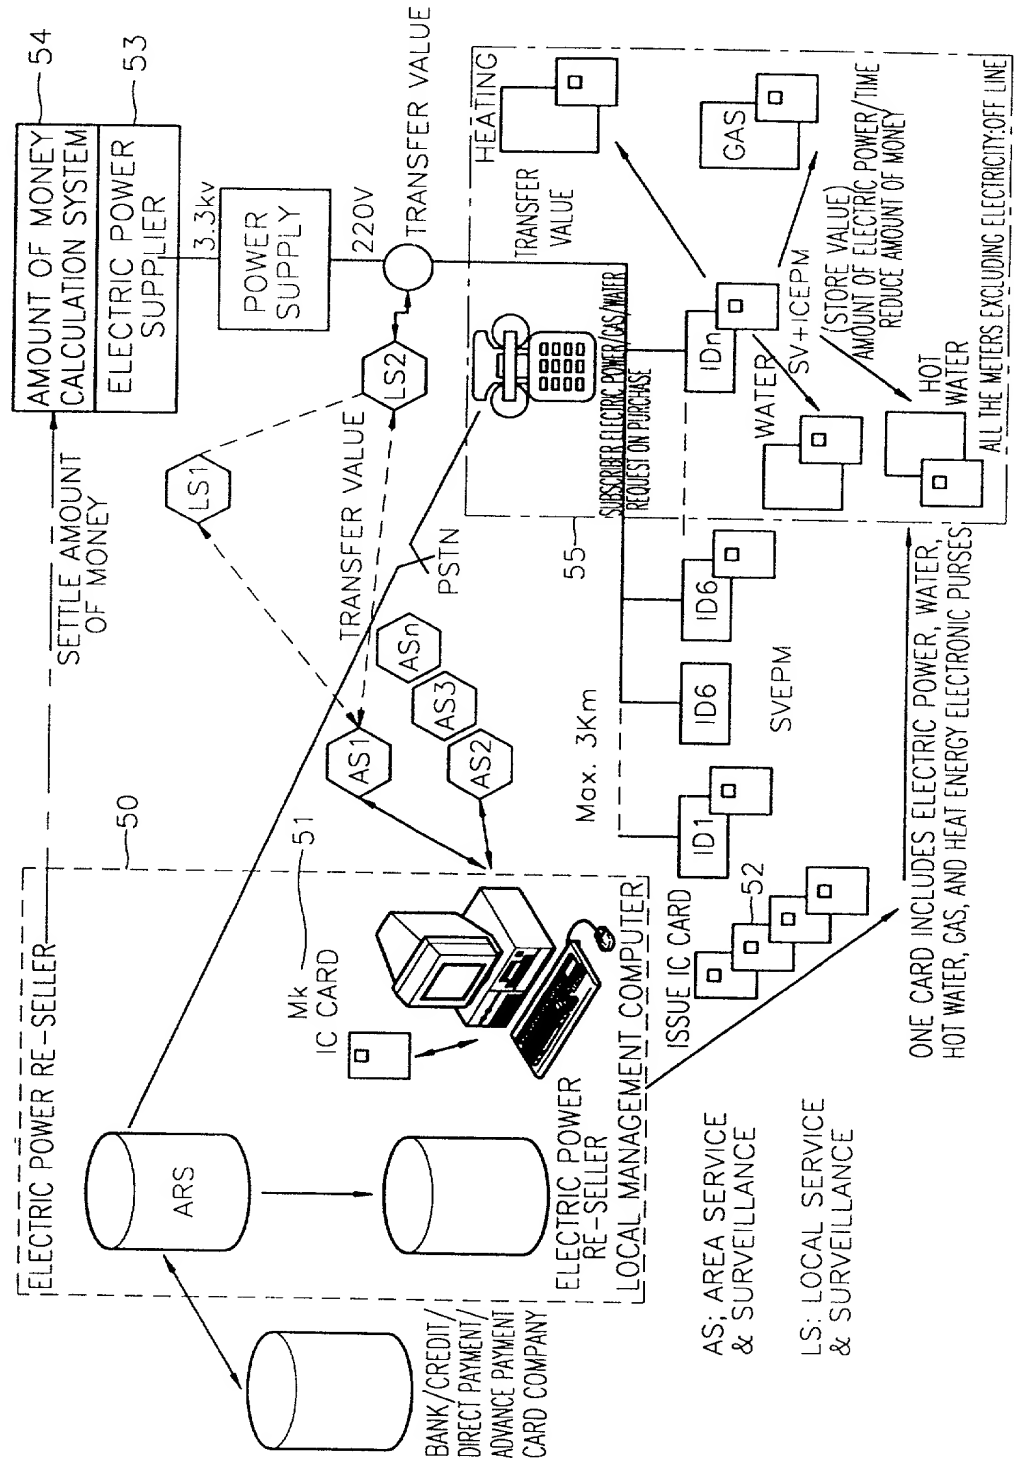 BANK/CREDIT/
DIRECT PAYMENT/
ADVANCE PAYMENT
CARD COMPANY
ELECTRIC POWER RE-SELLER
ARS
ELECTRIC POWER
RE-SELLER
LOCAL MANAGEMENT COMPUTER
Mk
IC CARD
51
50
SETTLE AMOUNT
OF MONEY
AMOUNT OF MONEY
CALCULATION SYSTEM
54
ELECTRIC POWER
SUPPLIER
53
3.3kv
POWER
SUPPLY
220V
TRANSFER VALUE
LS1
LS2
TRANSFER VALUE
AS1
AS2
AS3
ASn
PSTN
Max. 3Km
55
SUBSCRIBER ELECTRIC POWER/GAS/WATER
REQUEST ON PURCHASE
TRANSFER
VALUE
HEATING
GAS
IDn
WATER
SV+ICEPM
(STORE VALUE)
AMOUNT OF ELECTRIC POWER/TIME
REDUCE AMOUNT OF MONEY
HOT
WATER
ALL THE METERS EXCLUDING ELECTRICITY:OFF LINE
ID1
ID6
ID6
SVEPM
ISSUE IC CARD
52
ONE CARD INCLUDES ELECTRIC POWER, WATER,
HOT WATER, GAS, AND HEAT ENERGY ELECTRONIC PURSES
AS; AREA SERVICE
& SURVEILLANCE
LS: LOCAL SERVICE
& SURVEILLANCE